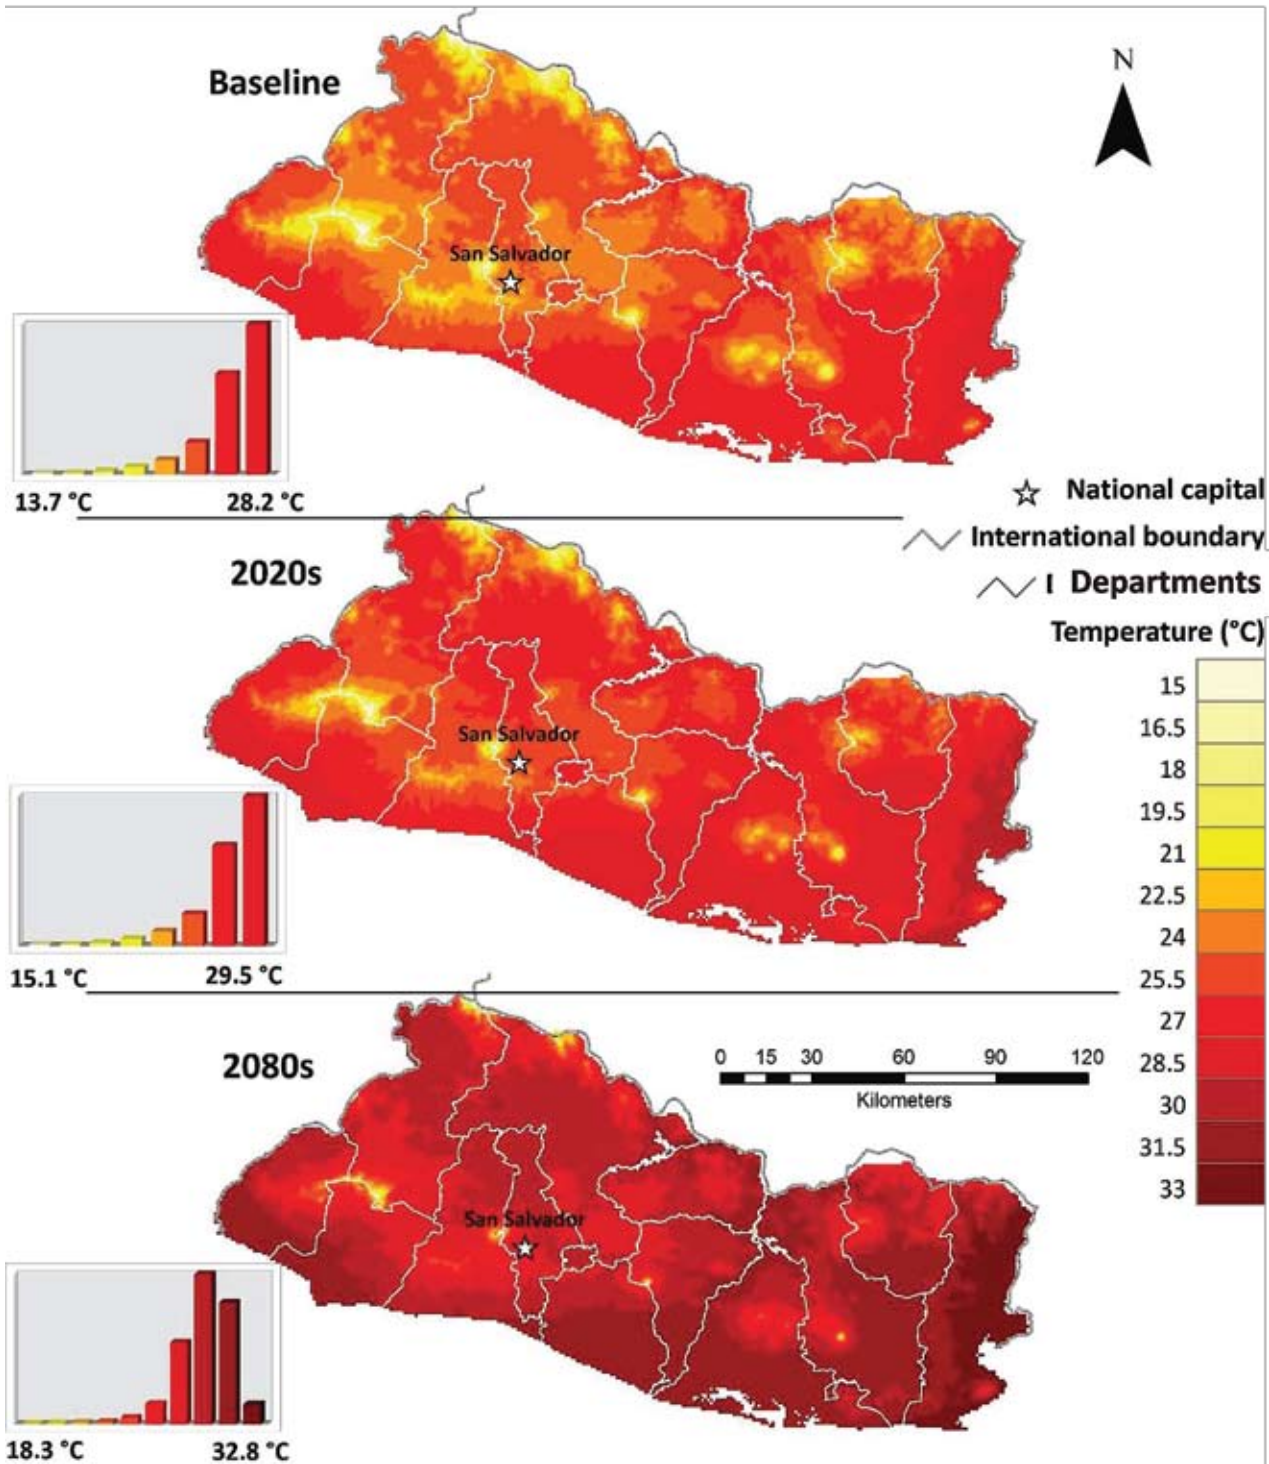 N
Baseline
San Salvador
13.7 °C
28.2 °C
National capital
International boundary
I Departments
2020s
Temperature (°C)
15
16.5
18
19.5
21
22.5
24
25.5
27
28.5
30
31.5
33
San Salvador
15.1 °C
29.5 °C
2080s
0 15 30 60 90 120
Kilometers
San Salvador
18.3 °C
32.8 °C